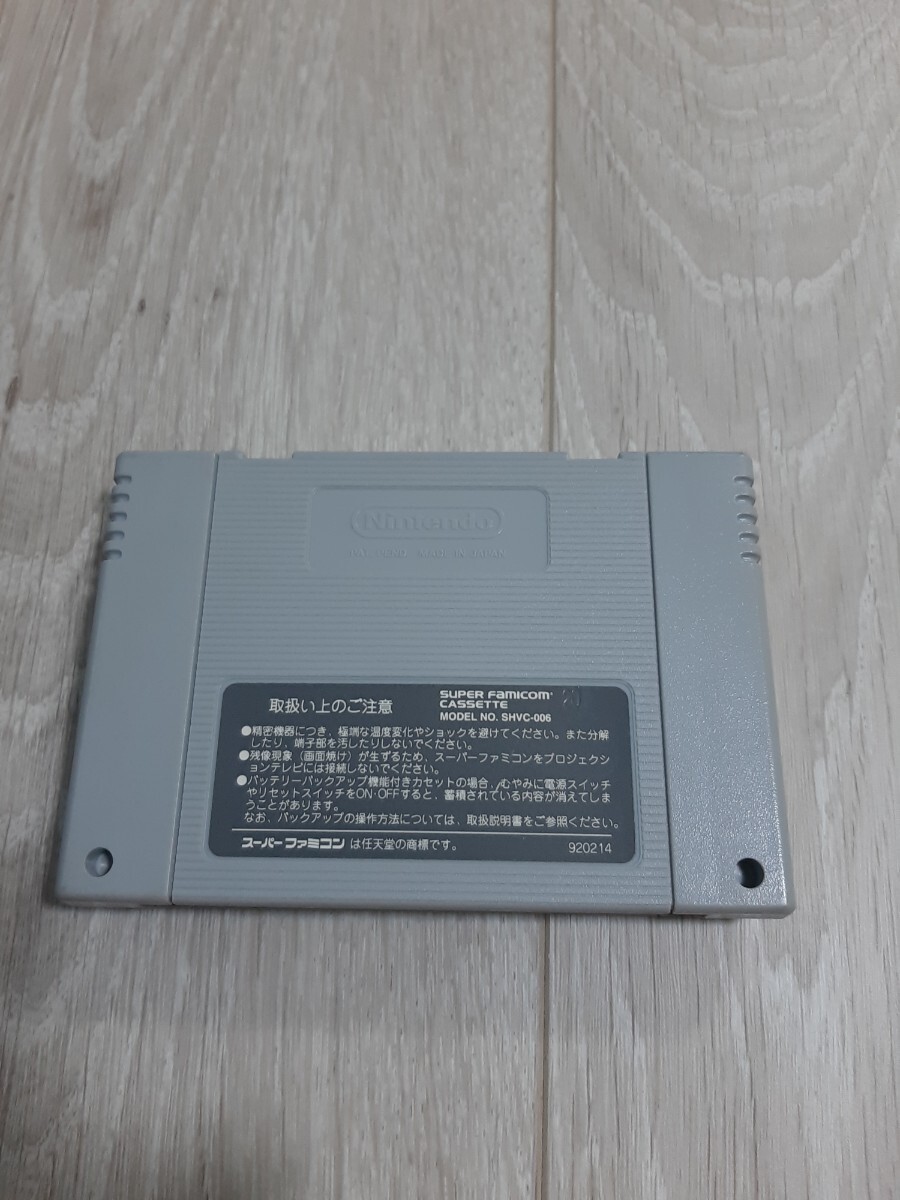 Nintendo
PAT. PEND. MADE IN JAPAN
取扱い上のご注意
SUPER FAMICOM
CASSETTE
MODEL NO. SHVC-006
20
●精密機器につき、極端な温度変化やショックを避けてください。また分解
したり、端子部を汚したりしないでください。
●残像現象（画面焼け）が生ずるため、スーパーファミコンをプロジェクシ
ョンテレビには接続しないでください。
●バッテリーバックアップ機能付きカセットの場合、むやみに電源スイッチ
やリセットスイッチをON・OFFすると、蓄積されている内容が消えてしま
うことがあります。
なお、バックアップの操作方法については、取扱説明書をご参照ください。
スーパーファミコン は任天堂の商標です。
920214